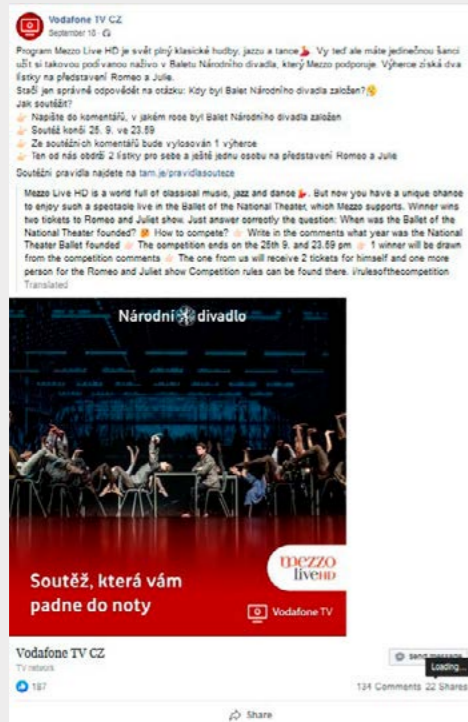 Vodafone TV CZ
September 18
Program Mezzo Live HD je svět plný klasické hudby, jazzu a tance. Vy teď ale máte jedinečnou šanci
užít si takovou podívanou naživo v Baletu Národního divadla, který Mezzo podporuje. Výherce získá dva
lístky na představení Romeo a Julie.
Stačí jen správně odpovědět na otázku: Kdy byl Balet Národního divadla založen?
Jak soutěžit?
Napište do komentářů, v jakém roce byl Balet Národního divadla založen
Soutěž končí 25. 9. ve 23.59
Ze soutěžních komentářů bude vylosován 1 výherce
Ten od nás obdrží 2 lístky pro sebe a ještě jednu osobu na představení Romeo a Julie
Soutěžní pravidla najdete na tam.je/pravidlasouteze
Mezzo Live HD is a world full of classical music, jazz and dance. But now you have a unique chance
to enjoy such a spectacle live in the Ballet of the National Theater, which Mezzo supports. Winner wins
two tickets to Romeo and Juliet show. Just answer correctly the question: When was the Ballet of the
National Theater founded? How to compete? Write in the comments what year was the National
Theater Ballet founded The competition ends on the 25th 9. and 23.59 pm 1 winner will be drawn
from the competition comments The one from us will receive 2 tickets for himself and one more
person for the Romeo and Juliet show Competition rules can be found there. //rulesofthecompetition
Translated
Národní divadlo
Soutěž, která vám
padne do noty
mezzo
live HD
Vodafone TV
Vodafone TV CZ
TV network
send message
Loading...
187
134 Comments 22 Shares
Share